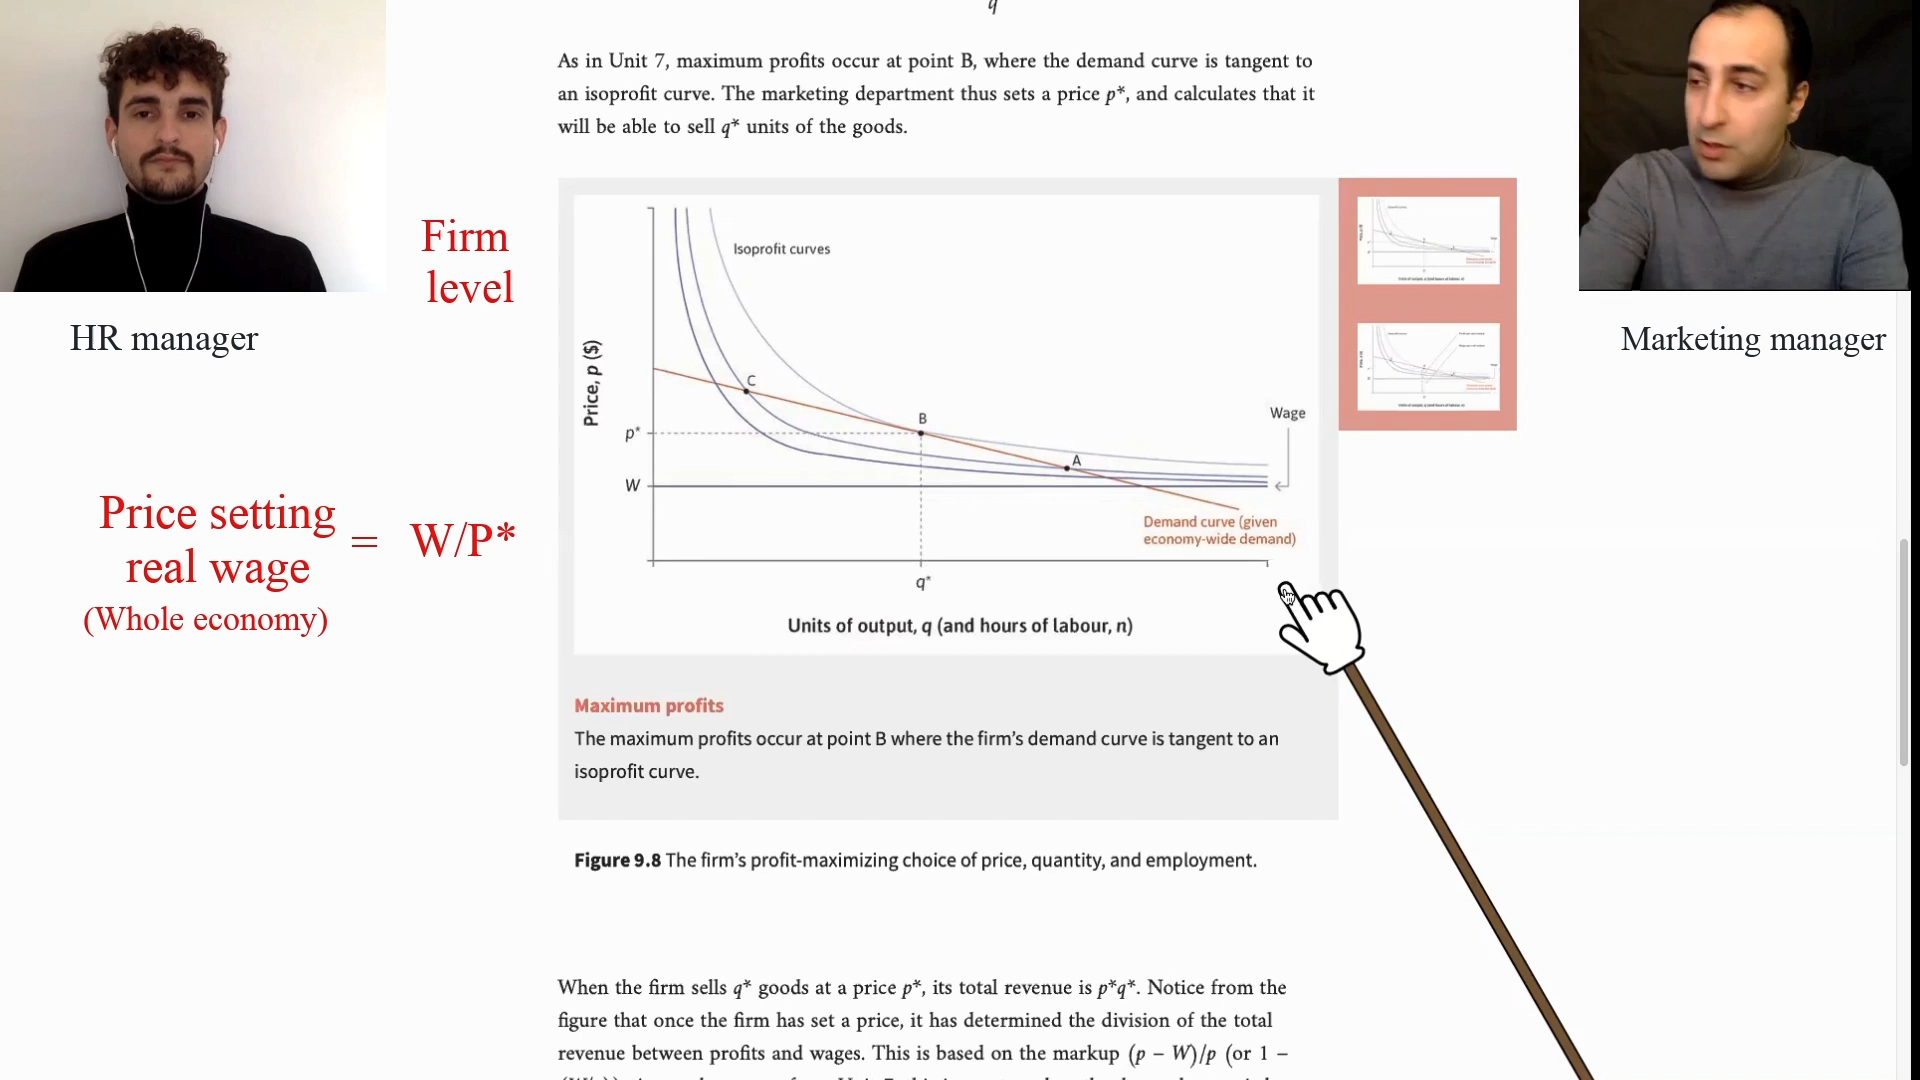 q
As in Unit 7, maximum profits occur at point B, where the demand curve is tangent to
an isoprofit curve. The marketing department thus sets a price p*, and calculates that it
will be able to sell q* units of the goods.
Firm
level
HR manager
Marketing manager
Price setting
real wage
(Whole economy)
= W/P*
Isoprofit curves
Price, p ($)
C
B
A
p*
W
Wage
Demand curve (given
economy-wide demand)
q*
Units of output, q (and hours of labour, n)
Maximum profits
The maximum profits occur at point B where the firm's demand curve is tangent to an
isoprofit curve.
Figure 9.8 The firm's profit-maximizing choice of price, quantity, and employment.
When the firm sells q* goods at a price p*, its total revenue is p*q*. Notice from the
figure that once the firm has set a price, it has determined the division of the total
revenue between profits and wages. This is based on the markup (p − W)/p (or 1 −